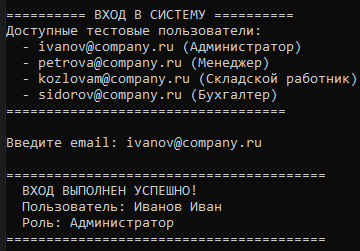 ========== ВХОД В СИСТЕМУ ==========
Доступные тестовые пользователи:
- ivanov@company.ru (Администратор)
- petrova@company.ru (Менеджер)
- kozlovam@company.ru (Складской работник)
- sidorov@company.ru (Бухгалтер)
===================================
Введите email: ivanov@company.ru
========================================
ВХОД ВЫПОЛНЕН УСПЕШНО!
Пользователь: Иванов Иван
Роль: Администратор
========================================